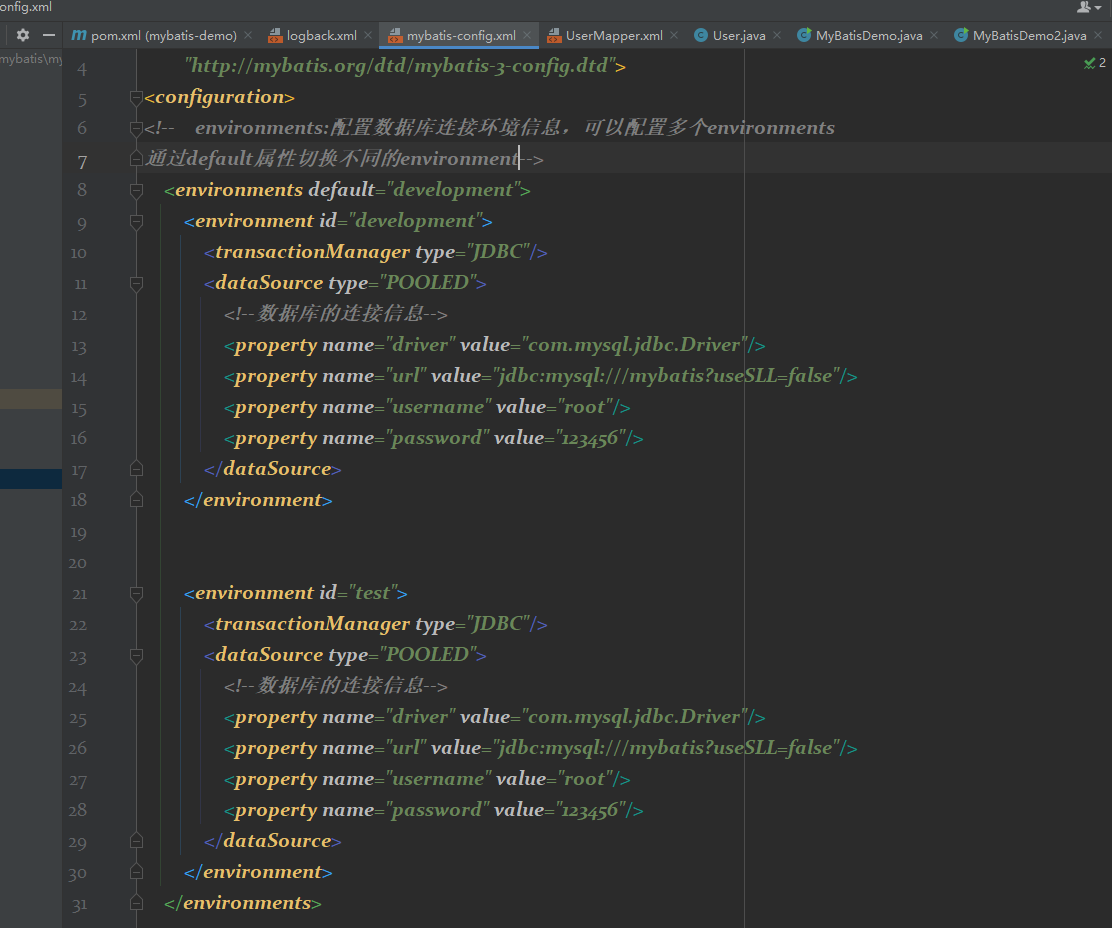 onfig.xml
pom.xml (mybatis-demo) logback.xml mybatis-config.xml UserMapper.xml User.java MyBatisDemo.java MyBatisDemo2.java
mybatis\my
2
4 "http://mybatis.org/dtd/mybatis-3-config.dtd">
5 <configuration>
6 <!-- environments:配置数据库连接环境信息，可以配置多个environments
7 通过default属性切换不同的environment-->
8 <environments default="development">
9 <environment id="development">
10 <transactionManager type="JDBC"/>
11 <dataSource type="POOLED">
12 <!--数据库的连接信息-->
13 <property name="driver" value="com.mysql.jdbc.Driver"/>
14 <property name="url" value="jdbc:mysql:///mybatis?useSLL=false"/>
15 <property name="username" value="root"/>
16 <property name="password" value="123456"/>
17 </dataSource>
18 </environment>
19
20
21 <environment id="test">
22 <transactionManager type="JDBC"/>
23 <dataSource type="POOLED">
24 <!--数据库的连接信息-->
25 <property name="driver" value="com.mysql.jdbc.Driver"/>
26 <property name="url" value="jdbc:mysql:///mybatis?useSLL=false"/>
27 <property name="username" value="root"/>
28 <property name="password" value="123456"/>
29 </dataSource>
30 </environment>
31 </environments>